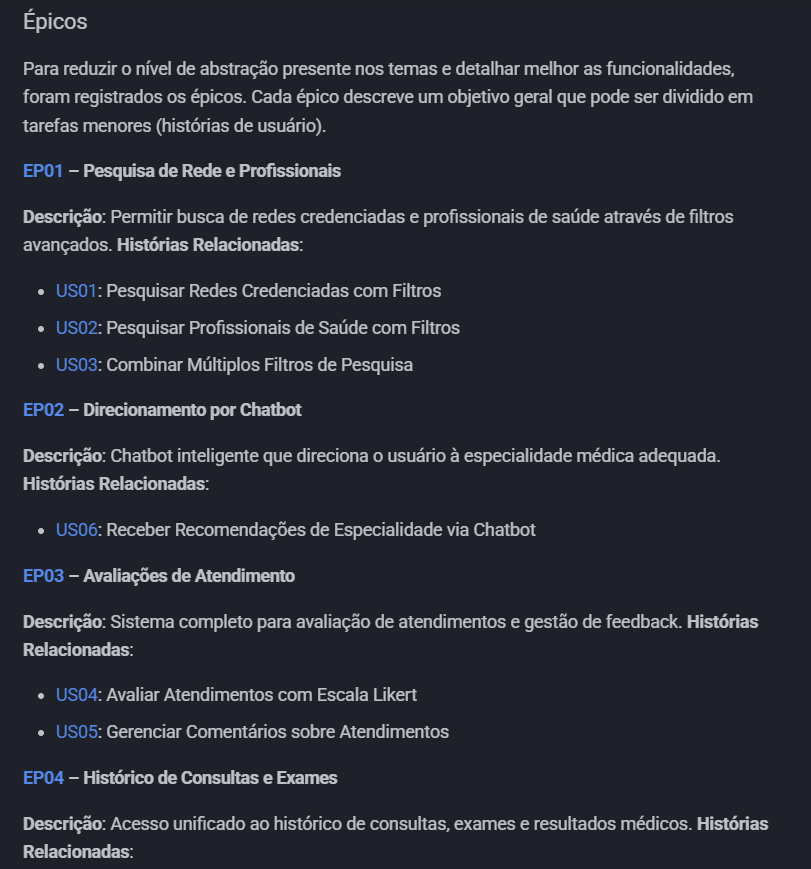 Épicos
Para reduzir o nível de abstração presente nos temas e detalhar melhor as funcionalidades,
foram registrados os épicos. Cada épico descreve um objetivo geral que pode ser dividido em
tarefas menores (histórias de usuário).
EP01 – Pesquisa de Rede e Profissionais
Descrição: Permitir busca de redes credenciadas e profissionais de saúde através de filtros
avançados. Histórias Relacionadas:
• US01: Pesquisar Redes Credenciadas com Filtros
• US02: Pesquisar Profissionais de Saúde com Filtros
• US03: Combinar Múltiplos Filtros de Pesquisa
EP02 – Direcionamento por Chatbot
Descrição: Chatbot inteligente que direciona o usuário à especialidade médica adequada.
Histórias Relacionadas:
• US06: Receber Recomendações de Especialidade via Chatbot
EP03 – Avaliações de Atendimento
Descrição: Sistema completo para avaliação de atendimentos e gestão de feedback. Histórias
Relacionadas:
• US04: Avaliar Atendimentos com Escala Likert
• US05: Gerenciar Comentários sobre Atendimentos
EP04 – Histórico de Consultas e Exames
Descrição: Acesso unificado ao histórico de consultas, exames e resultados médicos. Histórias
Relacionadas: